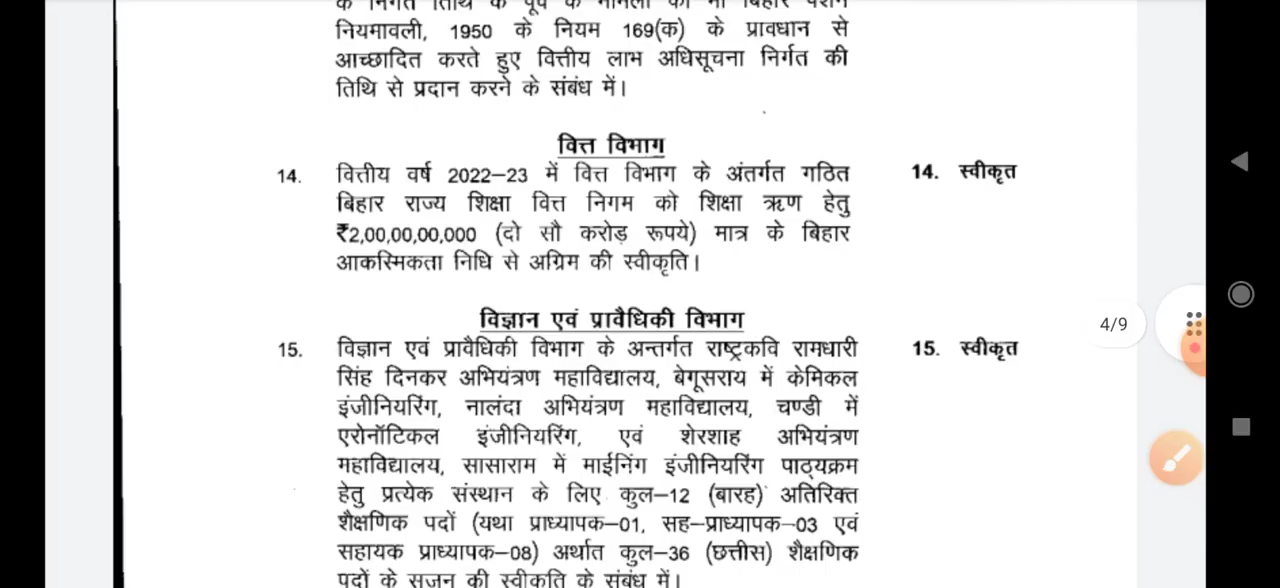 के निर्गत तिथि के पूर्व के मामलों को भी बिहार पेंशन
नियमावली, 1950 के नियम 169(क) के प्रावधान से
आच्छादित करते हुए वित्तीय लाभ अधिसूचना निर्गत की
तिथि से प्रदान करने के संबंध में।
वित्त विभाग
14. वित्तीय वर्ष 2022–23 में वित्त विभाग के अंतर्गत गठित 14. स्वीकृत
बिहार राज्य शिक्षा वित्त निगम को शिक्षा ऋण हेतु
₹2,00,00,00,000 (दो सौ करोड़ रूपये) मात्र के बिहार
आकस्मिकता निधि से अग्रिम की स्वीकृति।
विज्ञान एवं प्रावैधिकी विभाग
4/9
15. विज्ञान एवं प्रावैधिकी विभाग के अन्तर्गत राष्ट्रकवि रामधारी 15. स्वीकृत
सिंह दिनकर अभियंत्रण महाविद्यालय, बेगूसराय में केमिकल
इंजीनियरिंग, नालंदा अभियंत्रण महाविद्यालय, चण्डी में
एरोनॉटिकल इंजीनियरिंग, एवं शेरशाह अभियंत्रण
महाविद्यालय, सासाराम में माईनिंग इंजीनियरिंग पाठ्यक्रम
हेतु प्रत्येक संस्थान के लिए कुल–12 (बारह) अतिरिक्त
शैक्षणिक पदों (यथा प्राध्यापक–01, सह–प्राध्यापक–03 एवं
सहायक प्राध्यापक–08) अर्थात कुल–36 (छत्तीस) शैक्षणिक
पदों के सृजन की स्वीकृति के संबंध में।